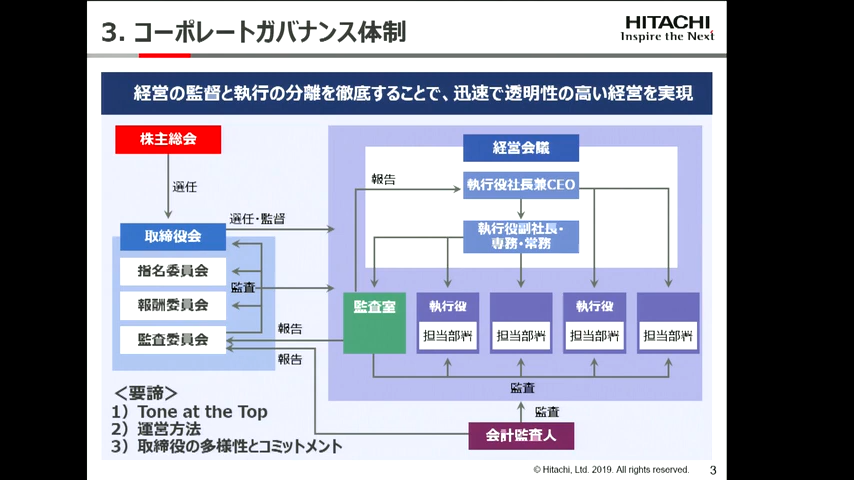 3. コーポレートガバナンス体制
HITACHI
Inspire the Next
経営の監督と執行の分離を徹底することで、迅速で透明性の高い経営を実現
株主総会
選任
取締役会
選任・監督
指名委員会
監査
報酬委員会
監査委員会
報告
報告
経営会議
報告
執行役社長兼CEO
執行役副社長・
専務・常務
監査室
執行役
執行役
担当部署
担当部署
担当部署
担当部署
監査
監査
会計監査人
＜要諦＞
1）Tone at the Top
2）運営方法
3）取締役の多様性とコミットメント
© Hitachi, Ltd. 2019. All rights reserved.
3